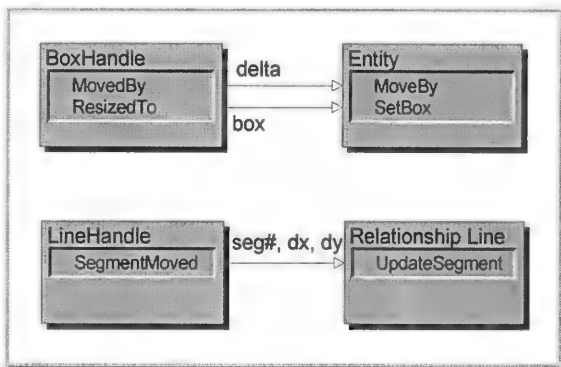 BoxHandle
MovedBy
ResizedTo
delta
box
Entity
MoveBy
SetBox
LineHandle
SegmentMoved
seg#, dx, dy
Relationship Line
UpdateSegment